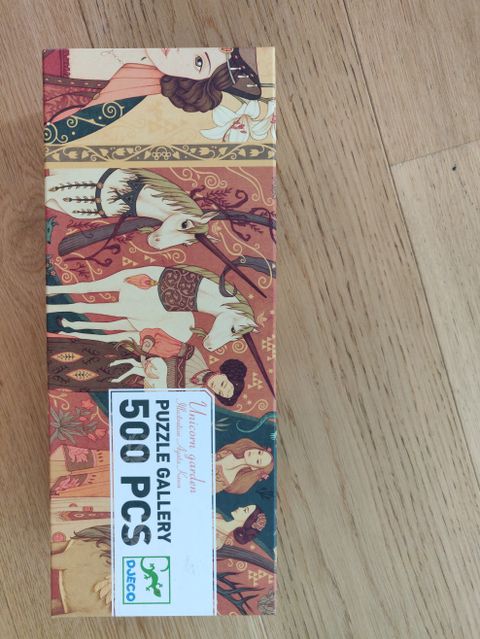 Unicorn garden
PUZZLE GALLERY
500 PCS
DJECO